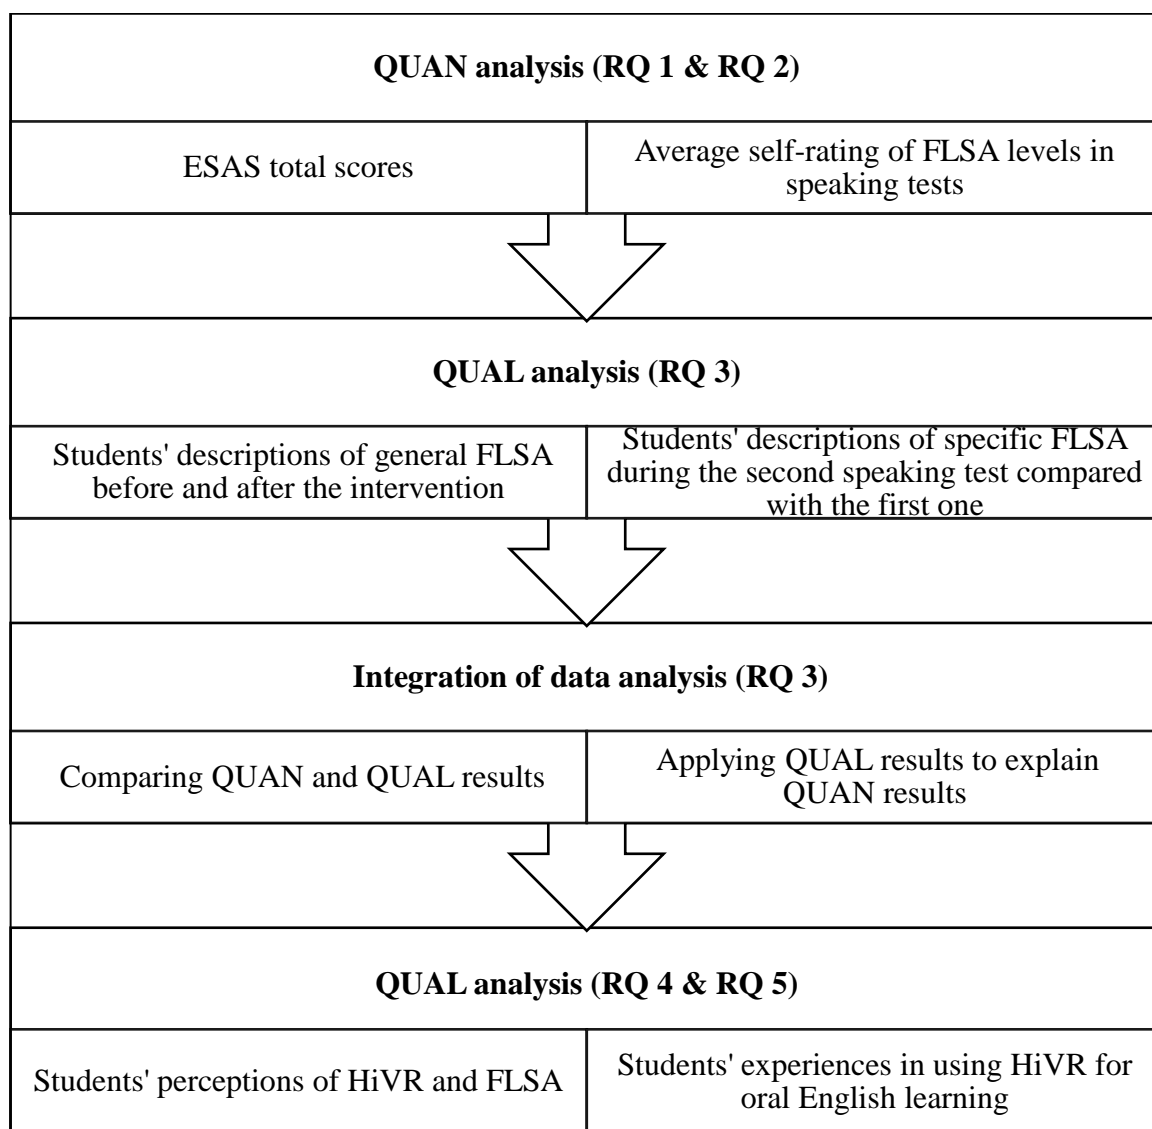 QUAN analysis (RQ 1 & RQ 2)
ESAS total scores
Average self-rating of FLSA levels in
speaking tests
QUAL analysis (RQ 3)
Students' descriptions of general FLSA
before and after the intervention
Students' descriptions of specific FLSA
during the second speaking test compared
with the first one
Integration of data analysis (RQ 3)
Comparing QUAN and QUAL results
Applying QUAL results to explain
QUAN results
QUAL analysis (RQ 4 & RQ 5)
Students' perceptions of HiVR and FLSA
Students' experiences in using HiVR for
oral English learning